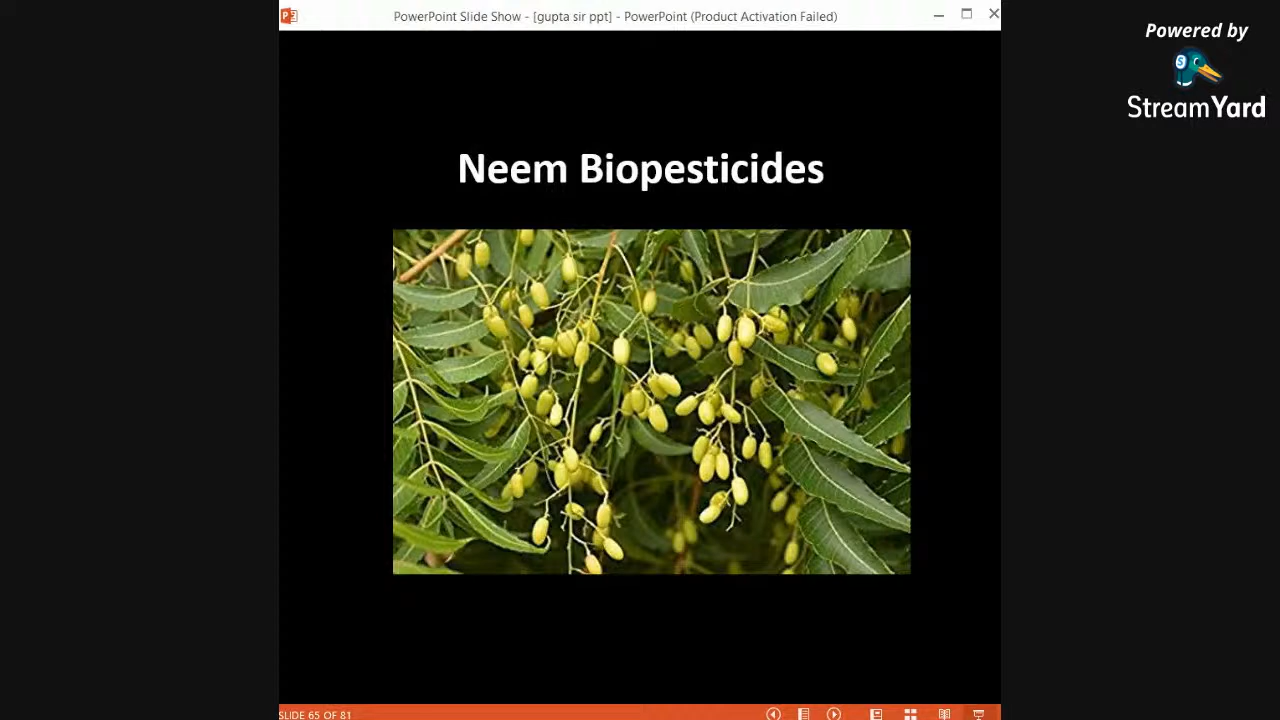 PowerPoint Slide Show - [gupta sir ppt] - PowerPoint (Product Activation Failed)
Powered by
StreamYard
Neem Biopesticides
SLIDE 65 OF 81